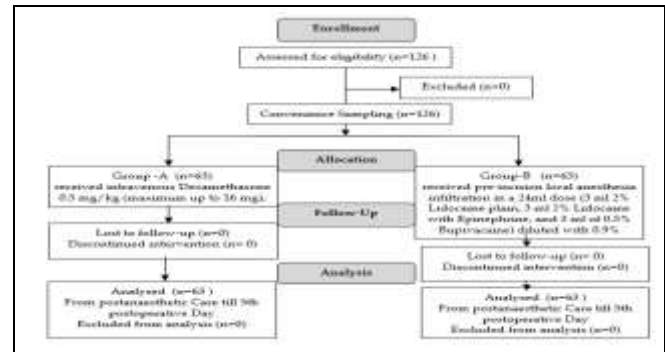 Enrollment
Assessed for eligibility (n=126 )
Excluded (n=0)
Convenience Sampling (n=126)
Allocation
Group -A (n=63)
received intravenous Dexamethasone
0.5 mg/kg (maximum up to 16 mg).
Group-B (n=63)
received pre-incision local anesthesia
infiltration in a 24ml dose (3 ml 2%
Lidocaine plain, 3 ml 2% Lidocaine
with Epinephrine, and 2 ml of 0.5%
Bupivacaine) diluted with 0.9%
Follow-Up
Lost to follow-up (n=0)
Discontinued intervention (n= 0)
Lost to follow-up (n= 0)
Discontinued intervention (n=0)
Analysis
Analysed (n=63 )
From postanaesthetic Care till 5th
postoperative Day
Excluded from analysis (n=0)
Analysed (n=63 )
From postanaesthetic Care till 5th
postoperative Day
Excluded from analysis (n=0)